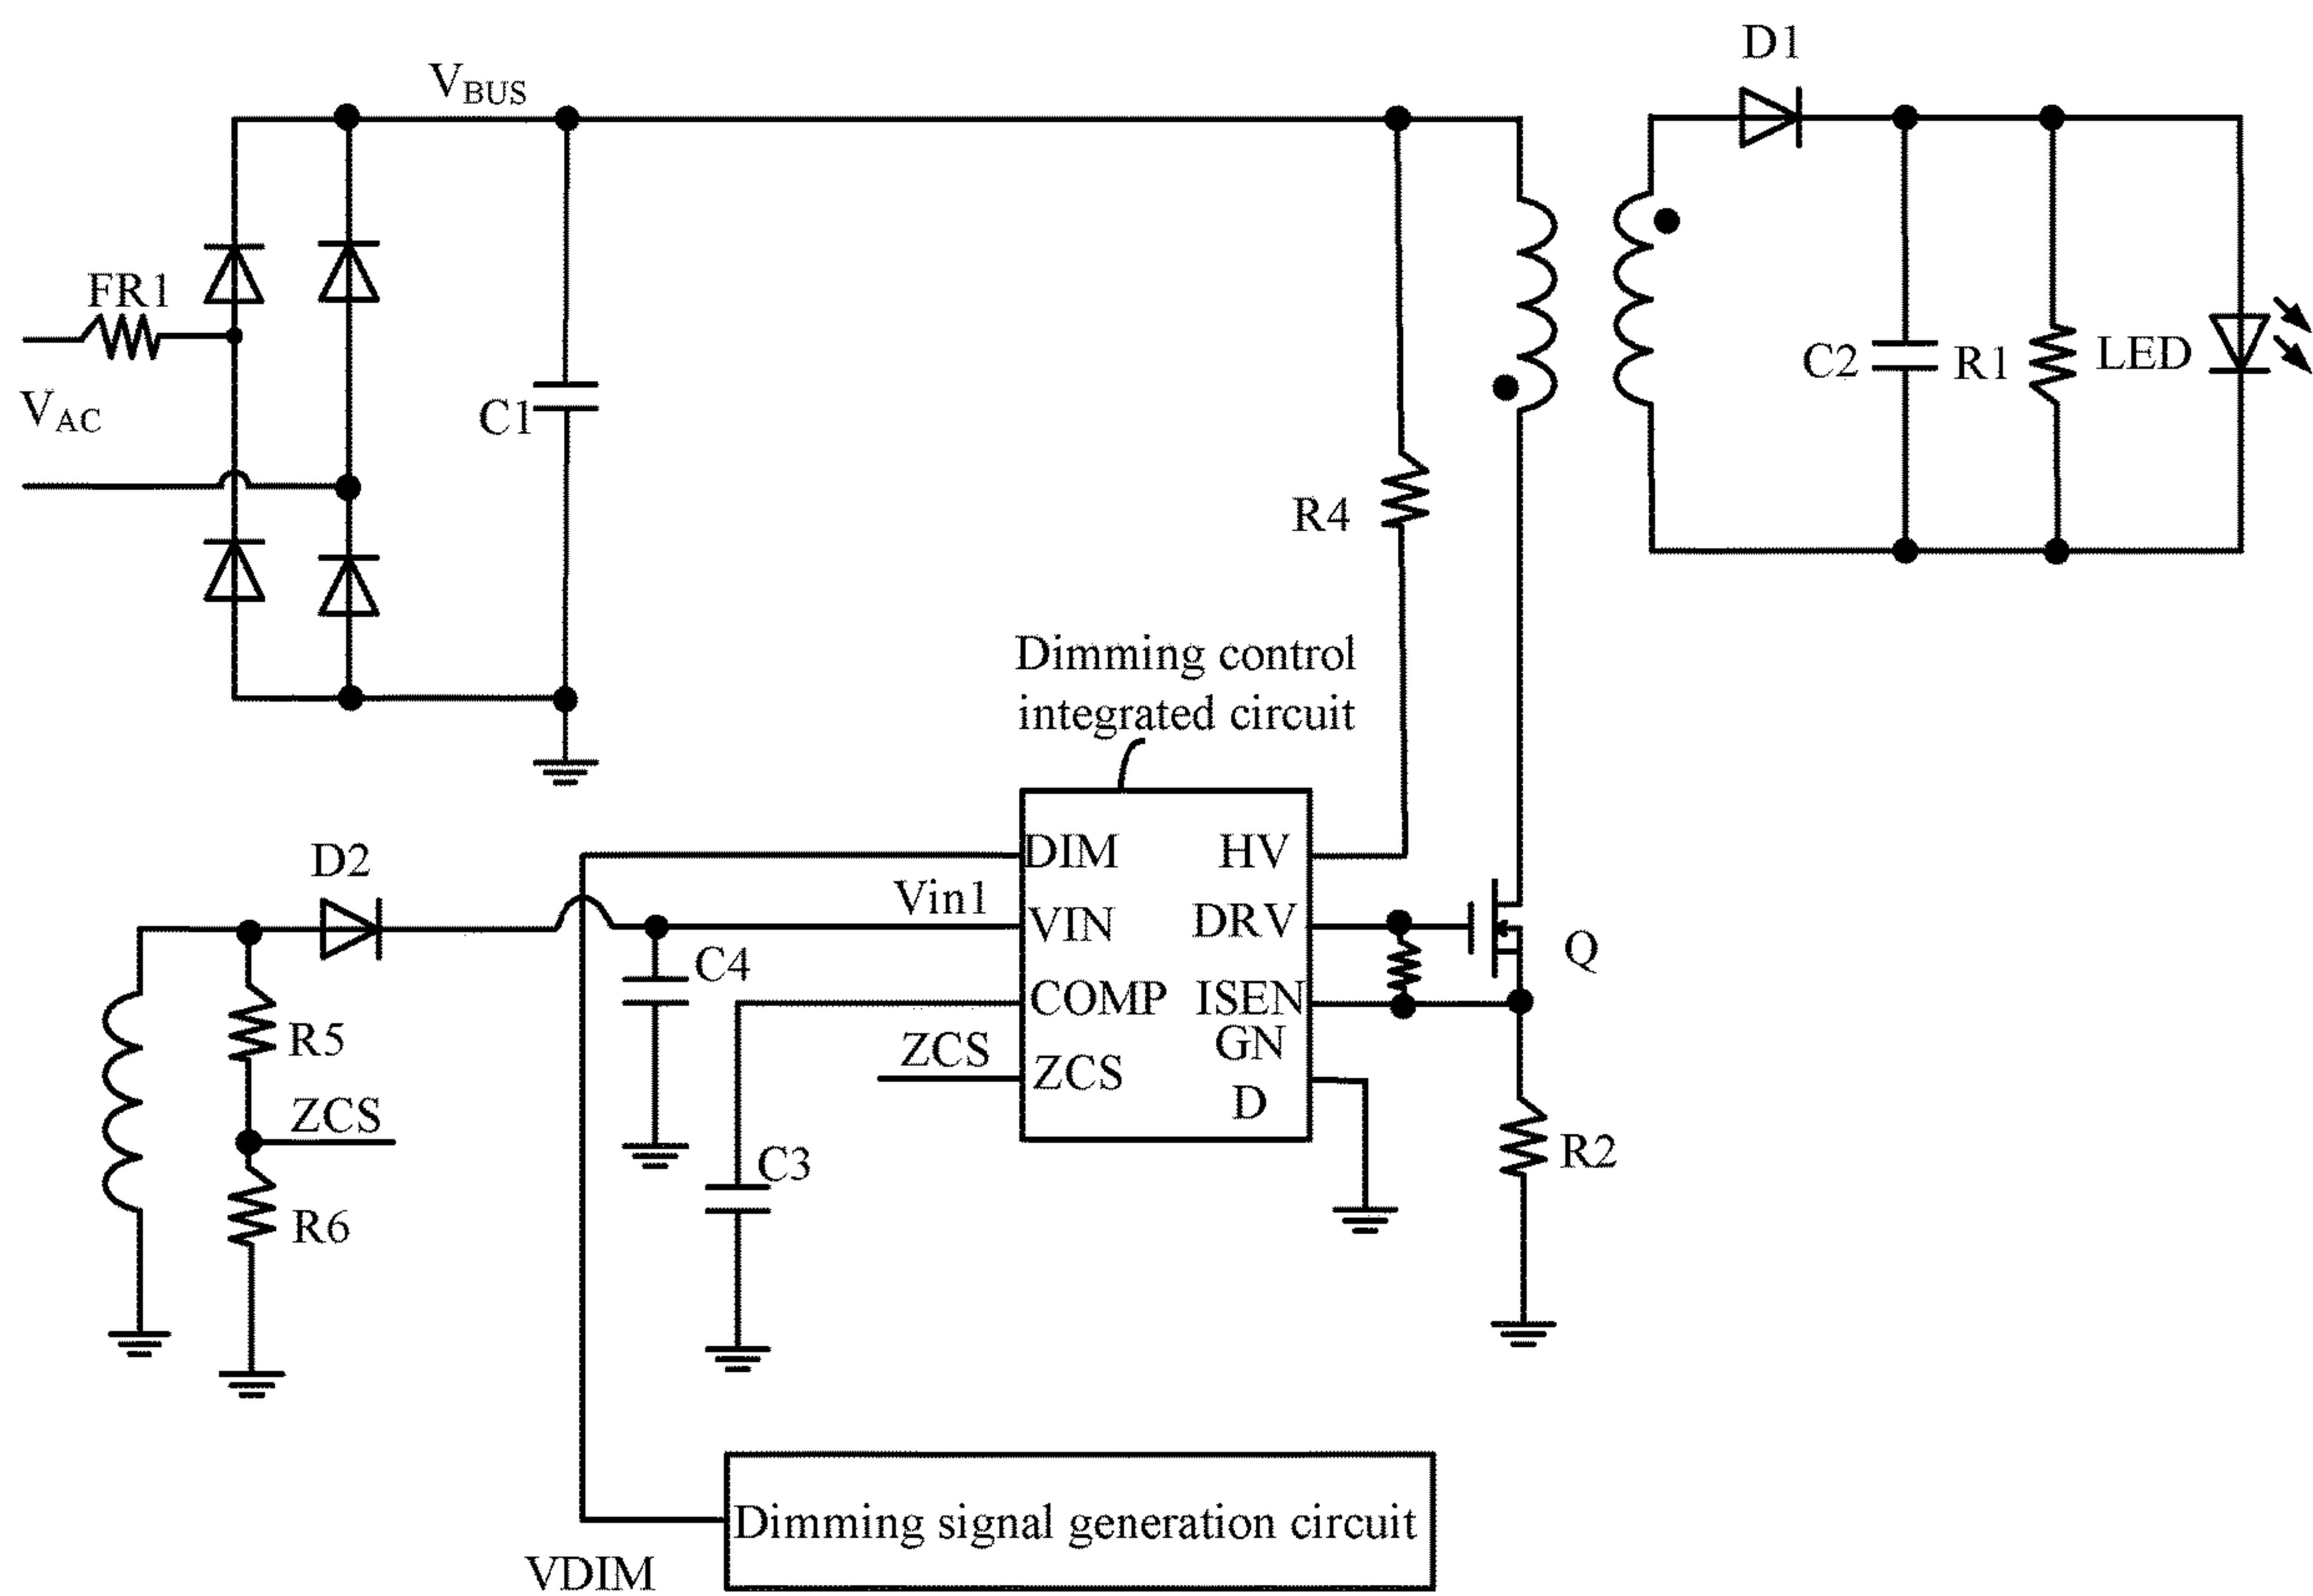 D1
VBUS
FR1
VAC
C1
R4
C2
R1
LED
Dimming control
integrated circuit
D2
Vin1
DIM
HV
VIN
DRV
Q
C4
COMP
ISEN
GN
D
ZCS
ZCS
R5
ZCS
C3
R2
R6
Dimming signal generation circuit
VDIM